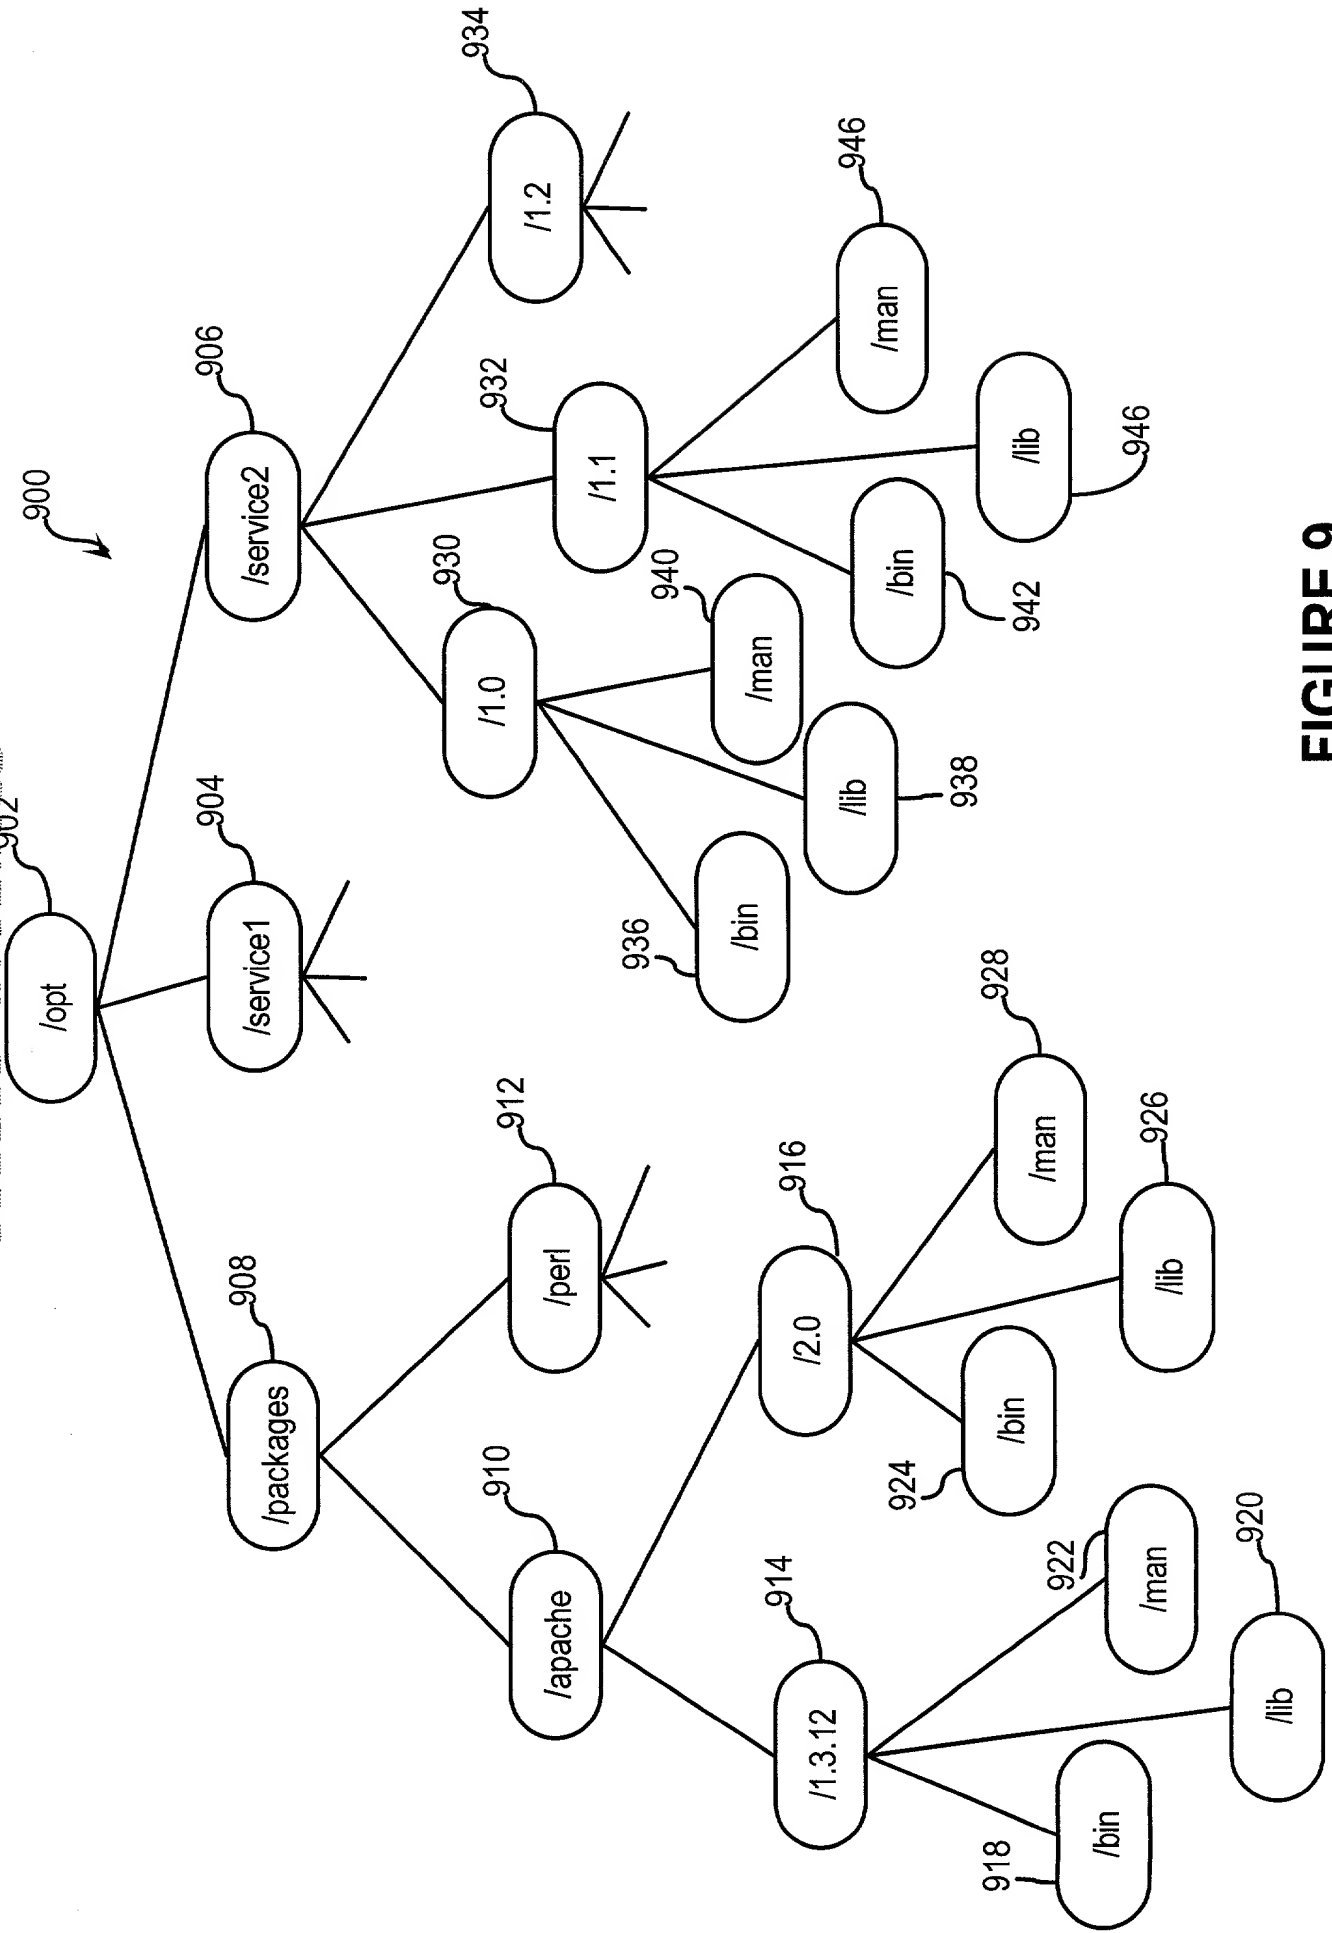 900
902
/opt
908
/packages
904
/service1
906
/service2
910
/apache
912
/perl
930
/1.0
932
/1.1
934
/1.2
914
/1.3.12
916
/2.0
936
/bin
938
/lib
940
/man
942
/bin
946
/lib
946
/man
918
/bin
920
/lib
922
/man
924
/bin
926
/lib
928
/man
FIGURE 9